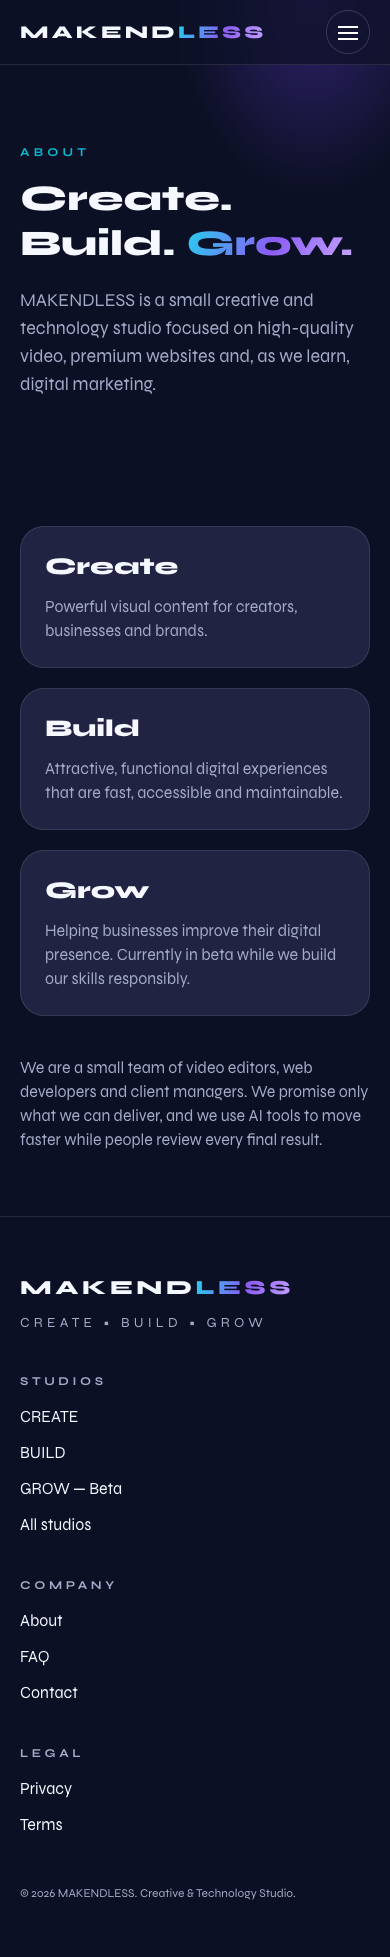 MAKENDLESS
ABOUT
Create.
Build. Grow.
MAKENDLESS is a small creative and
technology studio focused on high-quality
video, premium websites and, as we learn,
digital marketing.
Create
Powerful visual content for creators,
businesses and brands.
Build
Attractive, functional digital experiences
that are fast, accessible and maintainable.
Grow
Helping businesses improve their digital
presence. Currently in beta while we build
our skills responsibly.
We are a small team of video editors, web
developers and client managers. We promise only
what we can deliver, and we use AI tools to move
faster while people review every final result.
MAKENDLESS
CREATE ▪ BUILD ▪ GROW
STUDIOS
CREATE
BUILD
GROW — Beta
All studios
COMPANY
About
FAQ
Contact
LEGAL
Privacy
Terms
© 2026 MAKENDLESS. Creative & Technology Studio.